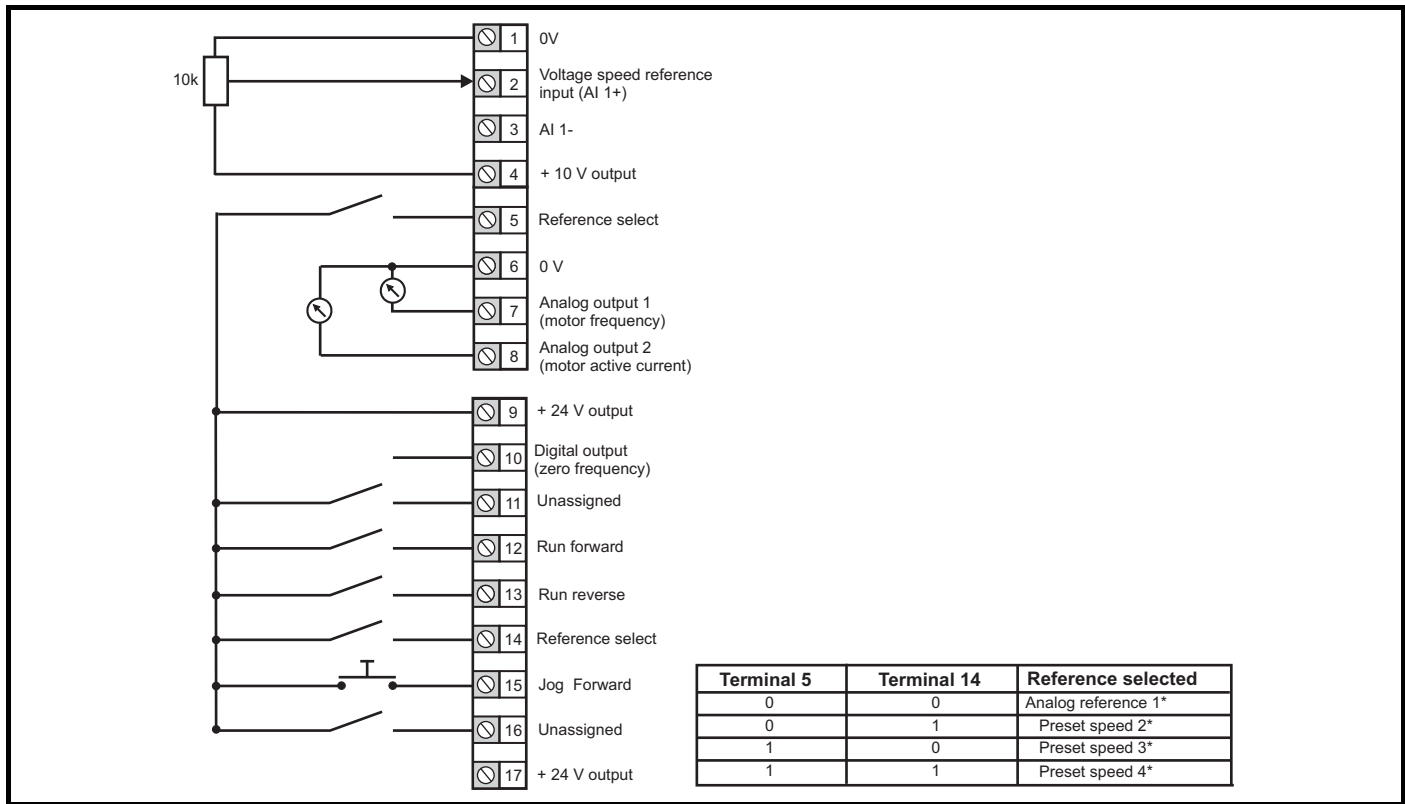 10k
1 0V
2 Voltage speed reference
input (AI 1+)
3 AI 1-
4 + 10 V output
5 Reference select
6 0 V
7 Analog output 1
(motor frequency)
8 Analog output 2
(motor active current)
9 + 24 V output
10 Digital output
(zero frequency)
11 Unassigned
12 Run forward
13 Run reverse
14 Reference select
15 Jog Forward
16 Unassigned
17 + 24 V output
Terminal 5 Terminal 14 Reference selected
0 0 Analog reference 1*
0 1 Preset speed 2*
1 0 Preset speed 3*
1 1 Preset speed 4*